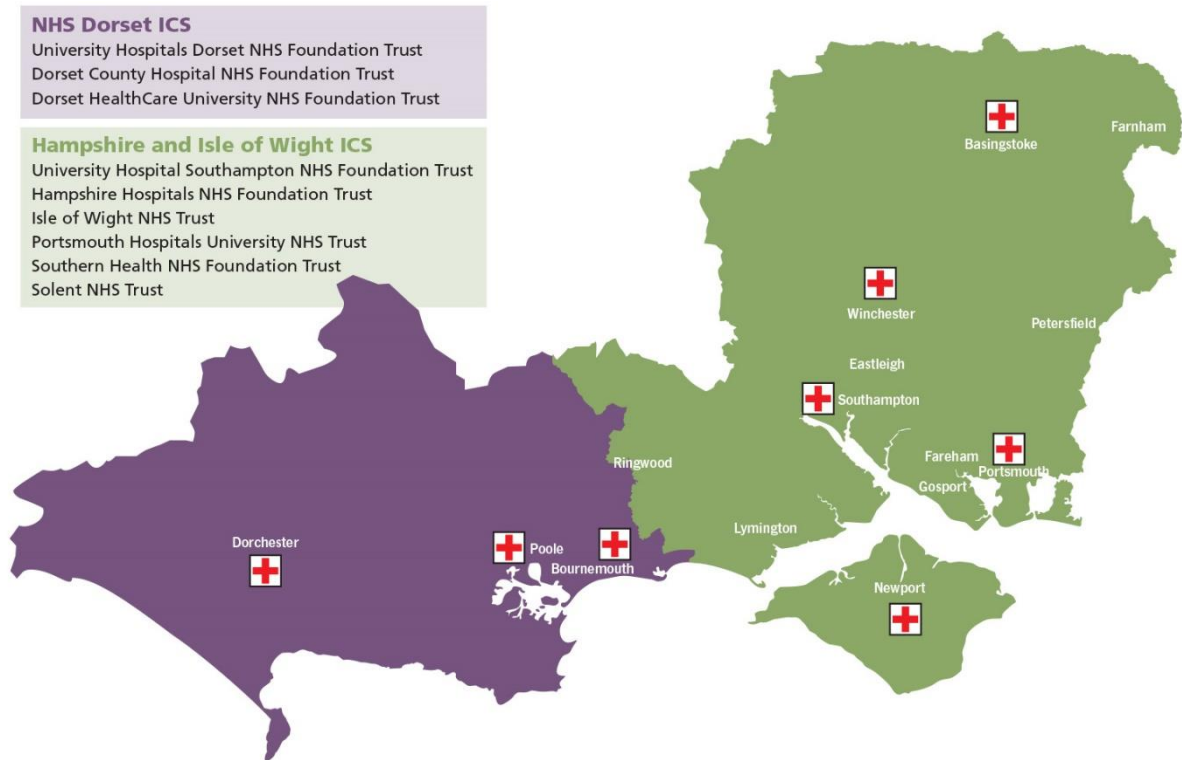 NHS Dorset ICS
University Hospitals Dorset NHS Foundation Trust
Dorset County Hospital NHS Foundation Trust
Dorset HealthCare University NHS Foundation Trust
Hampshire and Isle of Wight ICS
University Hospital Southampton NHS Foundation Trust
Hampshire Hospitals NHS Foundation Trust
Isle of Wight NHS Trust
Portsmouth Hospitals University NHS Trust
Southern Health NHS Foundation Trust
Solent NHS Trust
Farnham
Basingstoke
Winchester
Petersfield
Eastleigh
Southampton
Fareham
Portsmouth
Gosport
Ringwood
Lymington
Dorchester
Poole
Bournemouth
Newport